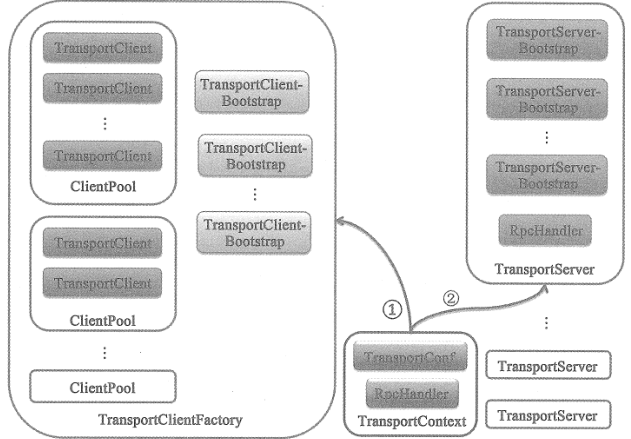 TransportClient
TransportClient
⋮
TransportClient
ClientPool
TransportClient
TransportClient
ClientPool
⋮
ClientPool
TransportClient-
Bootstrap
TransportClient-
Bootstrap
⋮
TransportClient-
Bootstrap
TransportClientFactory
①
②
TransportConf
RpcHandler
TransportContext
TransportServer-
Bootstrap
TransportServer-
Bootstrap
⋮
TransportServer-
Bootstrap
RpcHandler
TransportServer
⋮
TransportServer
TransportServer